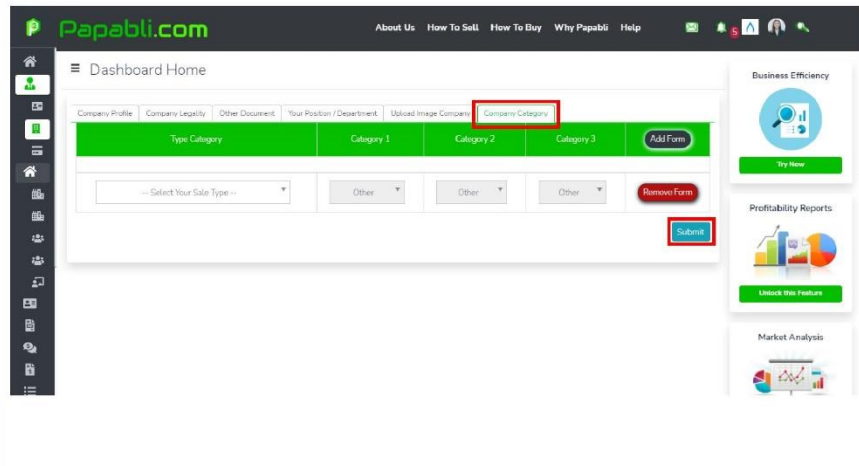 Papabli.com
About Us How To Sell How To Buy Why Papabli Help
5
Dashboard Home
Company Profile Company Legality Other Document Your Position / Department Upload Image Company Company Category
Type Category Category 1 Category 2 Category 3 Add Form
-- Select Your Sale Type -- Other Other Other Remove Form
Submit
Business Efficiency
Try Now
Profitability Reports
Unlock this Feature
Market Analysis